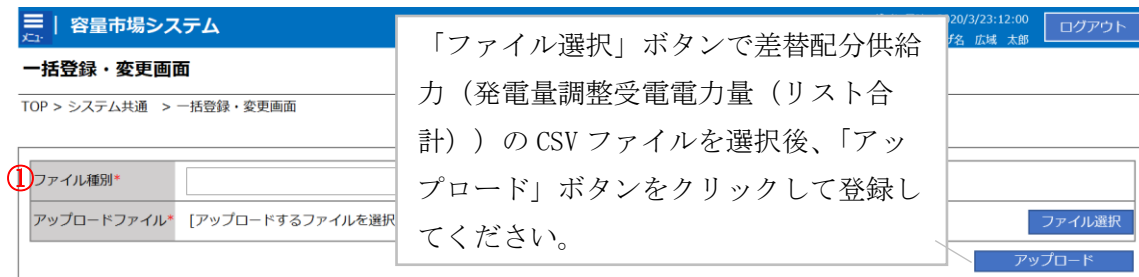 容量市場システム
メニュー
20/3/23:12:00
名 広域 太郎
ログアウト
一括登録・変更画面
TOP > システム共通 > 一括登録・変更画面
「ファイル選択」ボタンで差替配分供給
力（発電量調整受電電力量（リスト合
計））の CSV ファイルを選択後、「アッ
プロード」ボタンをクリックして登録し
てください。
①
ファイル種別*
アップロードファイル* [アップロードするファイルを選択
ファイル選択
アップロード